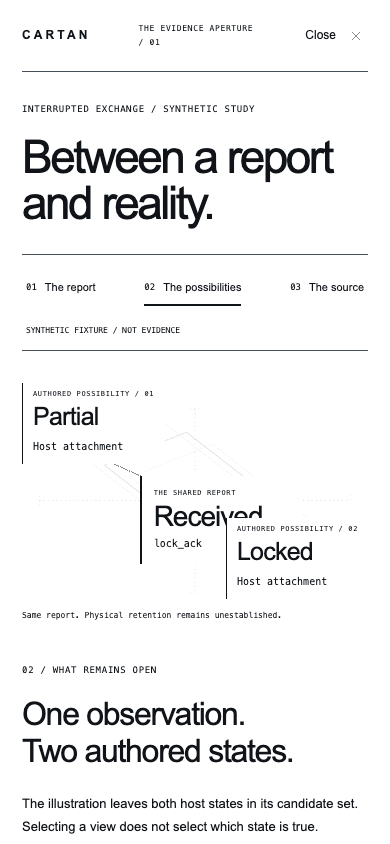 CARTAN
THE EVIDENCE APERTURE
/ 01
Close
INTERRUPTED EXCHANGE / SYNTHETIC STUDY
Between a report
and reality.
01 The report
02 The possibilities
03 The source
SYNTHETIC FIXTURE / NOT EVIDENCE
AUTHORED POSSIBILITY / 01
Partial
Host attachment
THE SHARED REPORT
Received
lock_ack
AUTHORED POSSIBILITY / 02
Locked
Host attachment
Same report. Physical retention remains unestablished.
02 / WHAT REMAINS OPEN
One observation.
Two authored states.
The illustration leaves both host states in its candidate set.
Selecting a view does not select which state is true.